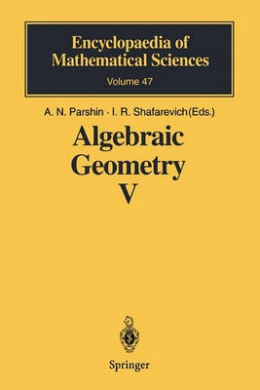 Encyclopaedia of
Mathematical Sciences
Volume 47
A. N. Parshin · I. R. Shafarevich (Eds.)
Algebraic
Geometry
V
Springer